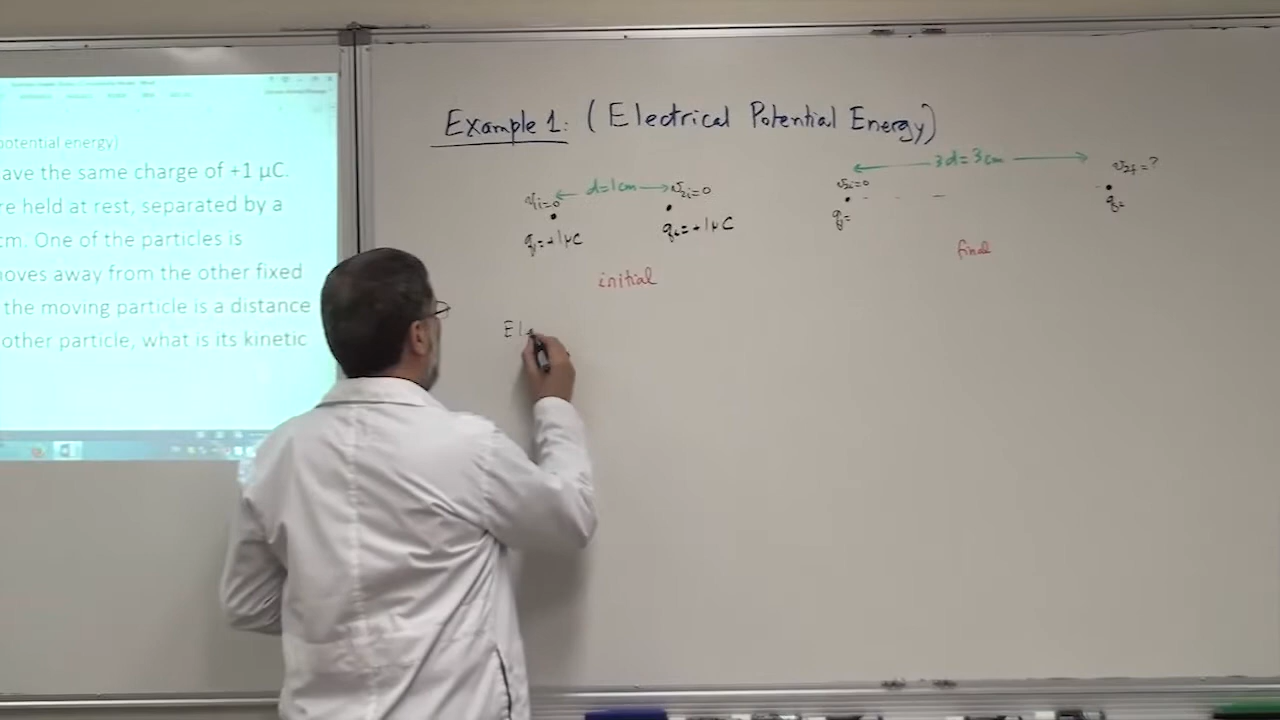 potential energy)
ave the same charge of +1 μC.
re held at rest, separated by a
cm. One of the particles is
oves away from the other fixed
the moving particle is a distance
other particle, what is its kinetic
Example 1: (Electrical Potential Energy)
d=1cm
3d=3cm
v1i=0
v2i=0
v2i=0
v2f=?
q1=+1μC
q2=+1μC
q=
q=
initial
final
Ele